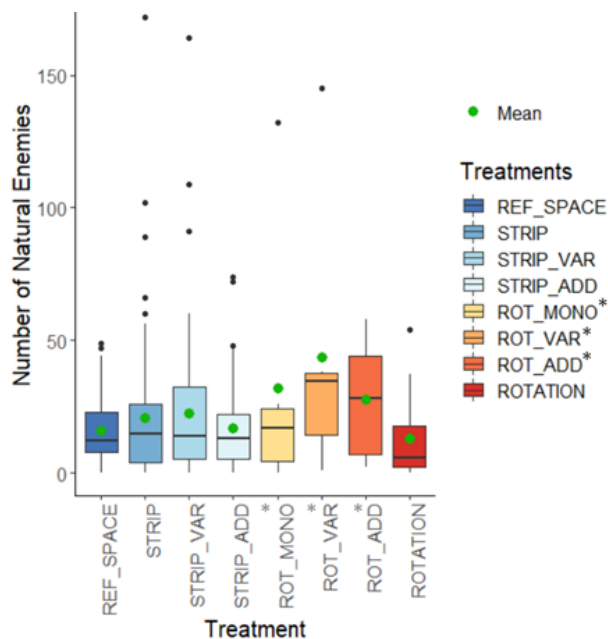 150
100
50
0
Number of Natural Enemies
REF_SPACE
STRIP
STRIP_VAR
STRIP_ADD
ROT_MONO *
ROT_VAR *
ROT_ADD *
ROTATION
Treatment
Mean
Treatments
REF_SPACE
STRIP
STRIP_VAR
STRIP_ADD
ROT_MONO*
ROT_VAR*
ROT_ADD*
ROTATION